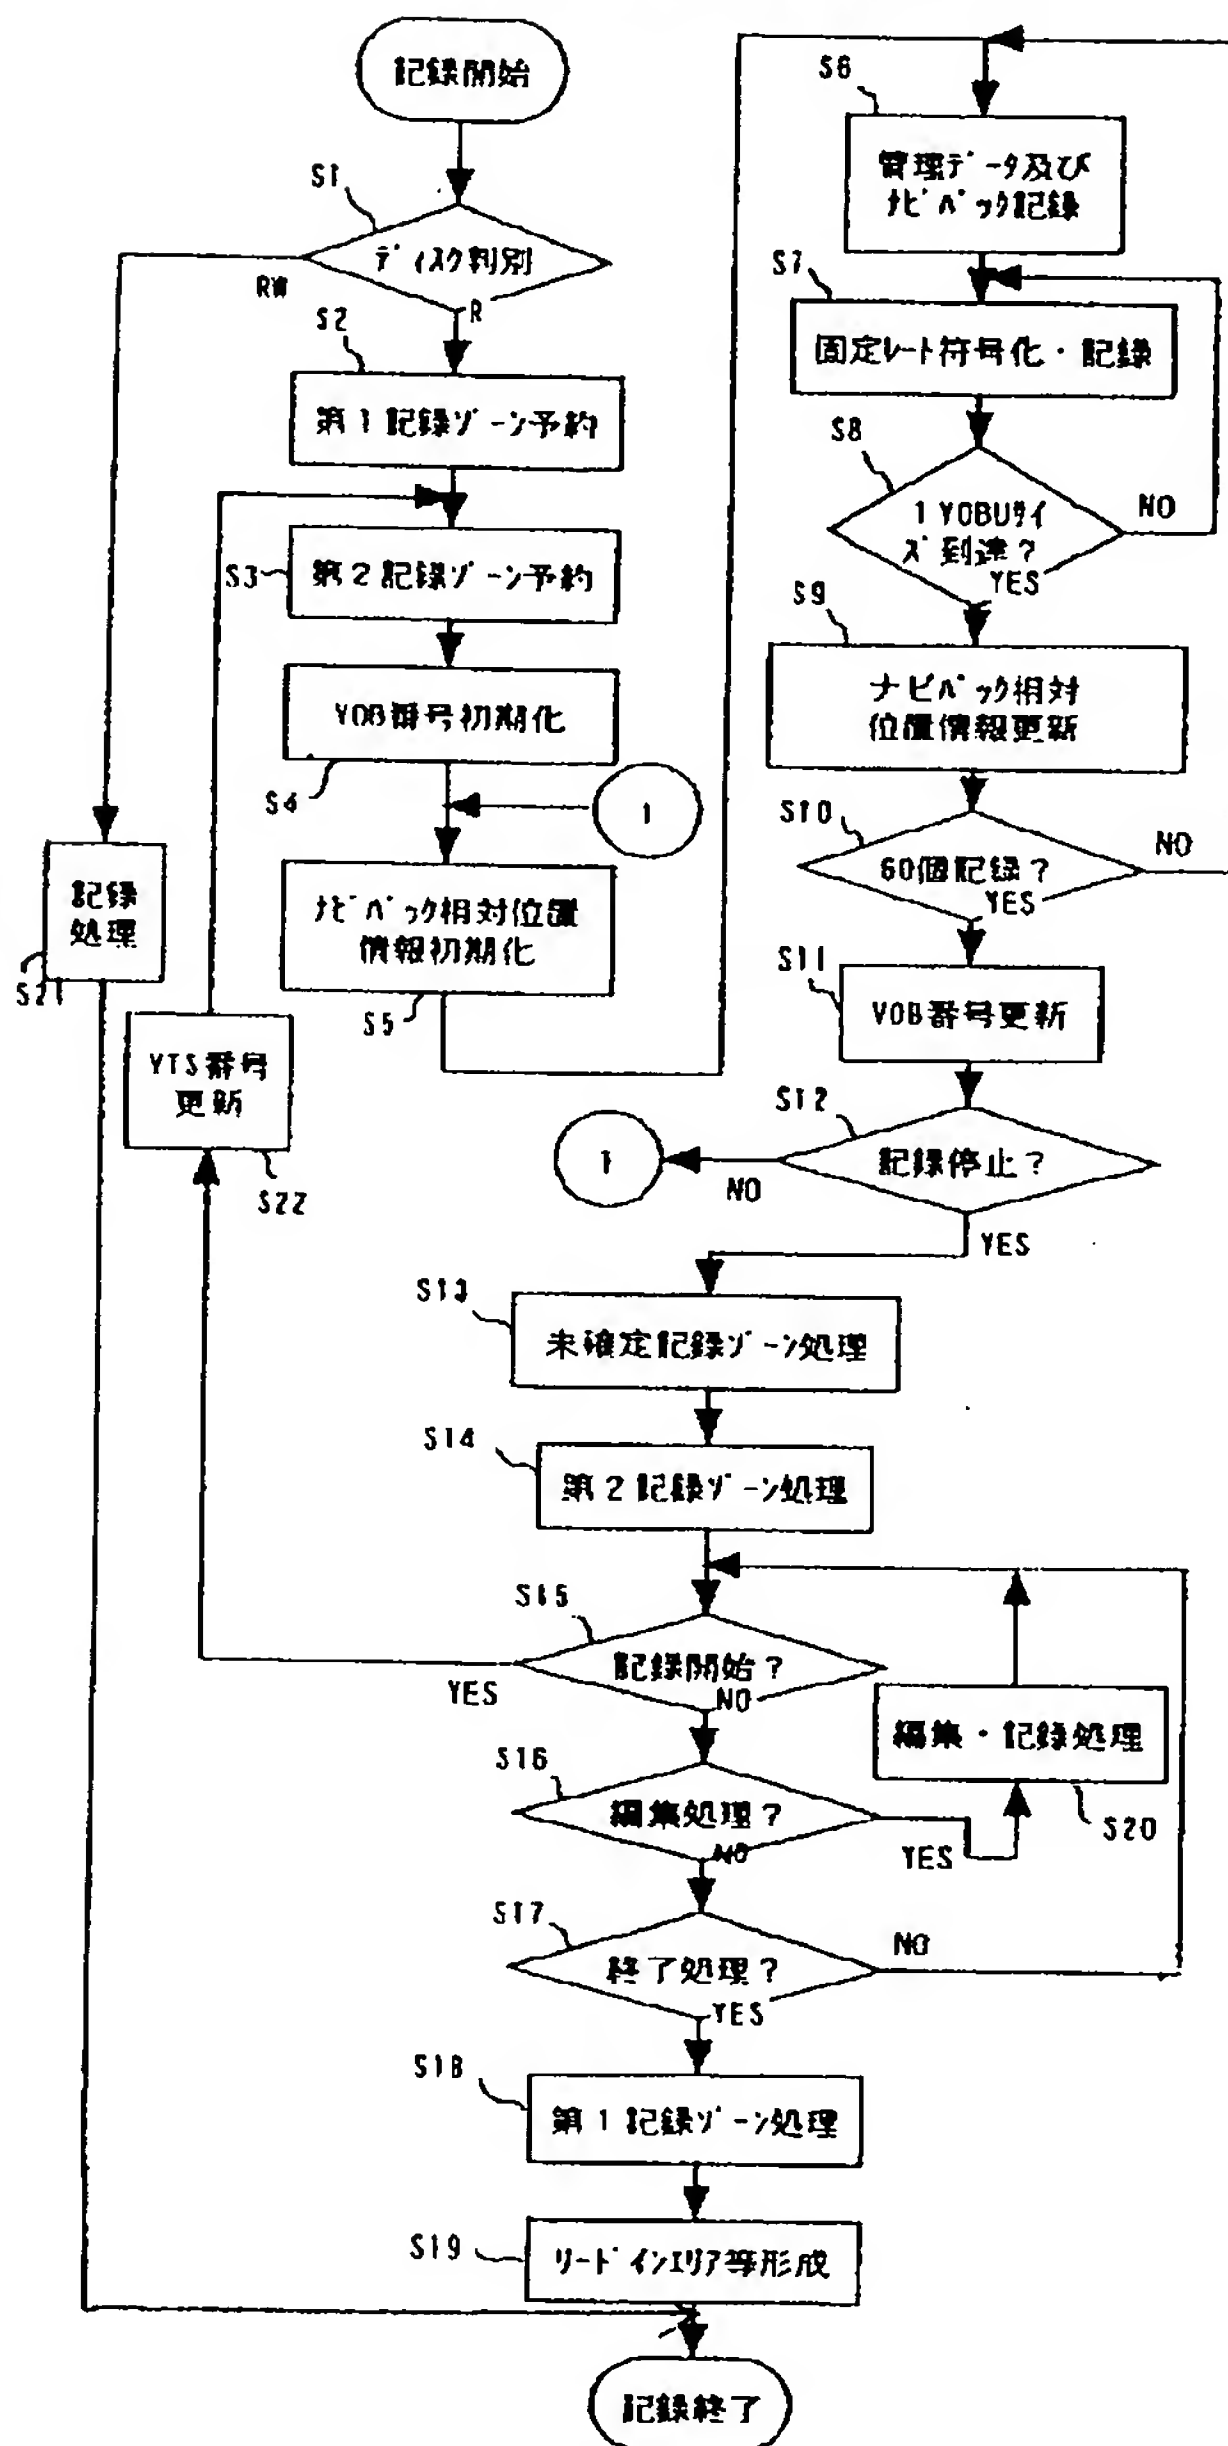 記録開始
S1
ディスク判別
RW
R
S2
第1記録ゾーン予約
S3
第2記録ゾーン予約
VOB番号初期化
S4
1
ナビパック相対位置
情報初期化
S5
記録
処理
S21
VTS番号
更新
S22
S6
管理データ及び
ナビパック記録
S7
固定レート符号化・記録
S8
1VOBUサイ
ズ到達?
NO
YES
S9
ナビパック相対
位置情報更新
S10
60個記録?
NO
YES
S11
VOB番号更新
S12
記録停止?
1
NO
YES
S13
未確定記録ゾーン処理
S14
第2記録ゾーン処理
S15
記録開始?
YES
NO
編集・記録処理
S20
S16
編集処理?
YES
NO
S17
終了処理?
NO
YES
S18
第1記録ゾーン処理
S19
リードインエリア等形成
記録終了